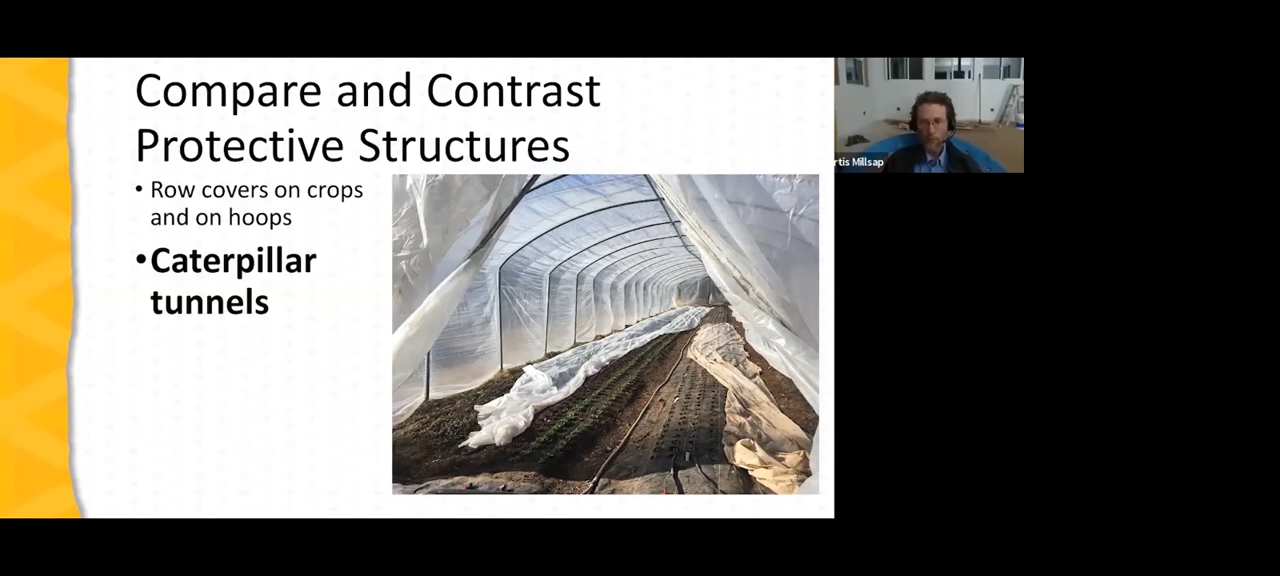 Compare and Contrast
Protective Structures
• Row covers on crops
and on hoops
• Caterpillar
tunnels
rtis Millsap